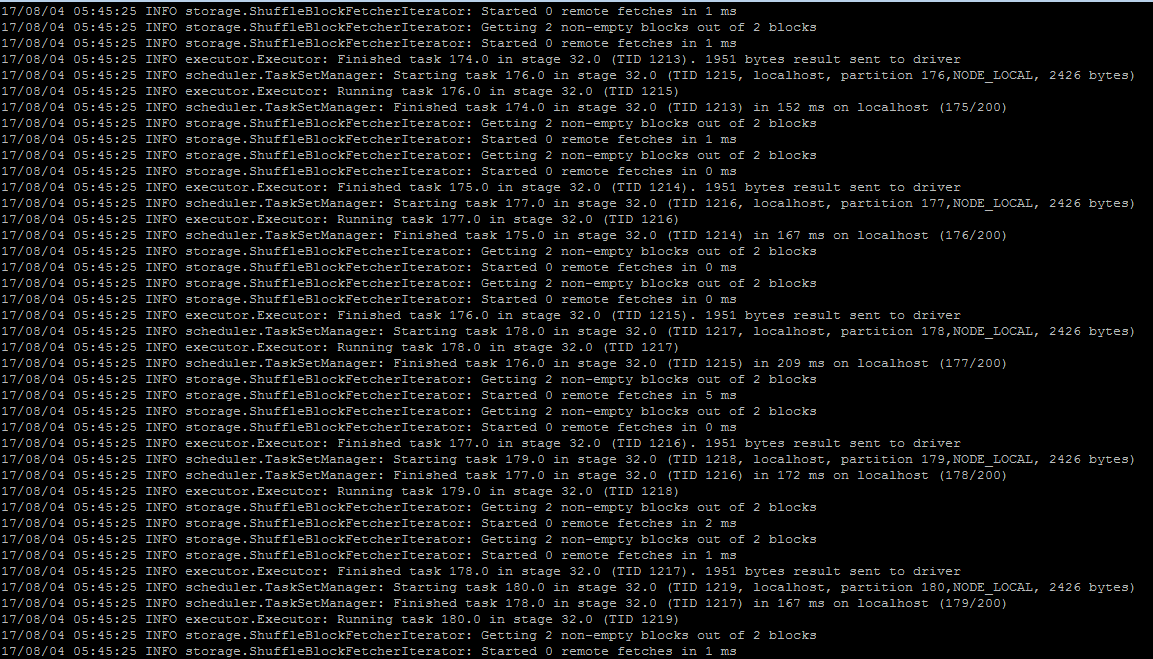 17/08/04 05:45:25 INFO storage.ShuffleBlockFetcherIterator: Started 0 remote fetches in 1 ms
17/08/04 05:45:25 INFO storage.ShuffleBlockFetcherIterator: Getting 2 non-empty blocks out of 2 blocks
17/08/04 05:45:25 INFO storage.ShuffleBlockFetcherIterator: Started 0 remote fetches in 1 ms
17/08/04 05:45:25 INFO executor.Executor: Finished task 174.0 in stage 32.0 (TID 1213). 1951 bytes result sent to driver
17/08/04 05:45:25 INFO scheduler.TaskSetManager: Starting task 176.0 in stage 32.0 (TID 1215, localhost, partition 176,NODE_LOCAL, 2426 bytes)
17/08/04 05:45:25 INFO executor.Executor: Running task 176.0 in stage 32.0 (TID 1215)
17/08/04 05:45:25 INFO scheduler.TaskSetManager: Finished task 174.0 in stage 32.0 (TID 1213) in 152 ms on localhost (175/200)
17/08/04 05:45:25 INFO storage.ShuffleBlockFetcherIterator: Getting 2 non-empty blocks out of 2 blocks
17/08/04 05:45:25 INFO storage.ShuffleBlockFetcherIterator: Started 0 remote fetches in 1 ms
17/08/04 05:45:25 INFO storage.ShuffleBlockFetcherIterator: Getting 2 non-empty blocks out of 2 blocks
17/08/04 05:45:25 INFO storage.ShuffleBlockFetcherIterator: Started 0 remote fetches in 0 ms
17/08/04 05:45:25 INFO executor.Executor: Finished task 175.0 in stage 32.0 (TID 1214). 1951 bytes result sent to driver
17/08/04 05:45:25 INFO scheduler.TaskSetManager: Starting task 177.0 in stage 32.0 (TID 1216, localhost, partition 177,NODE_LOCAL, 2426 bytes)
17/08/04 05:45:25 INFO executor.Executor: Running task 177.0 in stage 32.0 (TID 1216)
17/08/04 05:45:25 INFO scheduler.TaskSetManager: Finished task 175.0 in stage 32.0 (TID 1214) in 167 ms on localhost (176/200)
17/08/04 05:45:25 INFO storage.ShuffleBlockFetcherIterator: Getting 2 non-empty blocks out of 2 blocks
17/08/04 05:45:25 INFO storage.ShuffleBlockFetcherIterator: Started 0 remote fetches in 0 ms
17/08/04 05:45:25 INFO storage.ShuffleBlockFetcherIterator: Getting 2 non-empty blocks out of 2 blocks
17/08/04 05:45:25 INFO storage.ShuffleBlockFetcherIterator: Started 0 remote fetches in 0 ms
17/08/04 05:45:25 INFO executor.Executor: Finished task 176.0 in stage 32.0 (TID 1215). 1951 bytes result sent to driver
17/08/04 05:45:25 INFO scheduler.TaskSetManager: Starting task 178.0 in stage 32.0 (TID 1217, localhost, partition 178,NODE_LOCAL, 2426 bytes)
17/08/04 05:45:25 INFO executor.Executor: Running task 178.0 in stage 32.0 (TID 1217)
17/08/04 05:45:25 INFO scheduler.TaskSetManager: Finished task 176.0 in stage 32.0 (TID 1215) in 209 ms on localhost (177/200)
17/08/04 05:45:25 INFO storage.ShuffleBlockFetcherIterator: Getting 2 non-empty blocks out of 2 blocks
17/08/04 05:45:25 INFO storage.ShuffleBlockFetcherIterator: Started 0 remote fetches in 5 ms
17/08/04 05:45:25 INFO storage.ShuffleBlockFetcherIterator: Getting 2 non-empty blocks out of 2 blocks
17/08/04 05:45:25 INFO storage.ShuffleBlockFetcherIterator: Started 0 remote fetches in 0 ms
17/08/04 05:45:25 INFO executor.Executor: Finished task 177.0 in stage 32.0 (TID 1216). 1951 bytes result sent to driver
17/08/04 05:45:25 INFO scheduler.TaskSetManager: Starting task 179.0 in stage 32.0 (TID 1218, localhost, partition 179,NODE_LOCAL, 2426 bytes)
17/08/04 05:45:25 INFO scheduler.TaskSetManager: Finished task 177.0 in stage 32.0 (TID 1216) in 172 ms on localhost (178/200)
17/08/04 05:45:25 INFO executor.Executor: Running task 179.0 in stage 32.0 (TID 1218)
17/08/04 05:45:25 INFO storage.ShuffleBlockFetcherIterator: Getting 2 non-empty blocks out of 2 blocks
17/08/04 05:45:25 INFO storage.ShuffleBlockFetcherIterator: Started 0 remote fetches in 2 ms
17/08/04 05:45:25 INFO storage.ShuffleBlockFetcherIterator: Getting 2 non-empty blocks out of 2 blocks
17/08/04 05:45:25 INFO storage.ShuffleBlockFetcherIterator: Started 0 remote fetches in 1 ms
17/08/04 05:45:25 INFO executor.Executor: Finished task 178.0 in stage 32.0 (TID 1217). 1951 bytes result sent to driver
17/08/04 05:45:25 INFO scheduler.TaskSetManager: Starting task 180.0 in stage 32.0 (TID 1219, localhost, partition 180,NODE_LOCAL, 2426 bytes)
17/08/04 05:45:25 INFO scheduler.TaskSetManager: Finished task 178.0 in stage 32.0 (TID 1217) in 167 ms on localhost (179/200)
17/08/04 05:45:25 INFO executor.Executor: Running task 180.0 in stage 32.0 (TID 1219)
17/08/04 05:45:25 INFO storage.ShuffleBlockFetcherIterator: Getting 2 non-empty blocks out of 2 blocks
17/08/04 05:45:25 INFO storage.ShuffleBlockFetcherIterator: Started 0 remote fetches in 1 ms